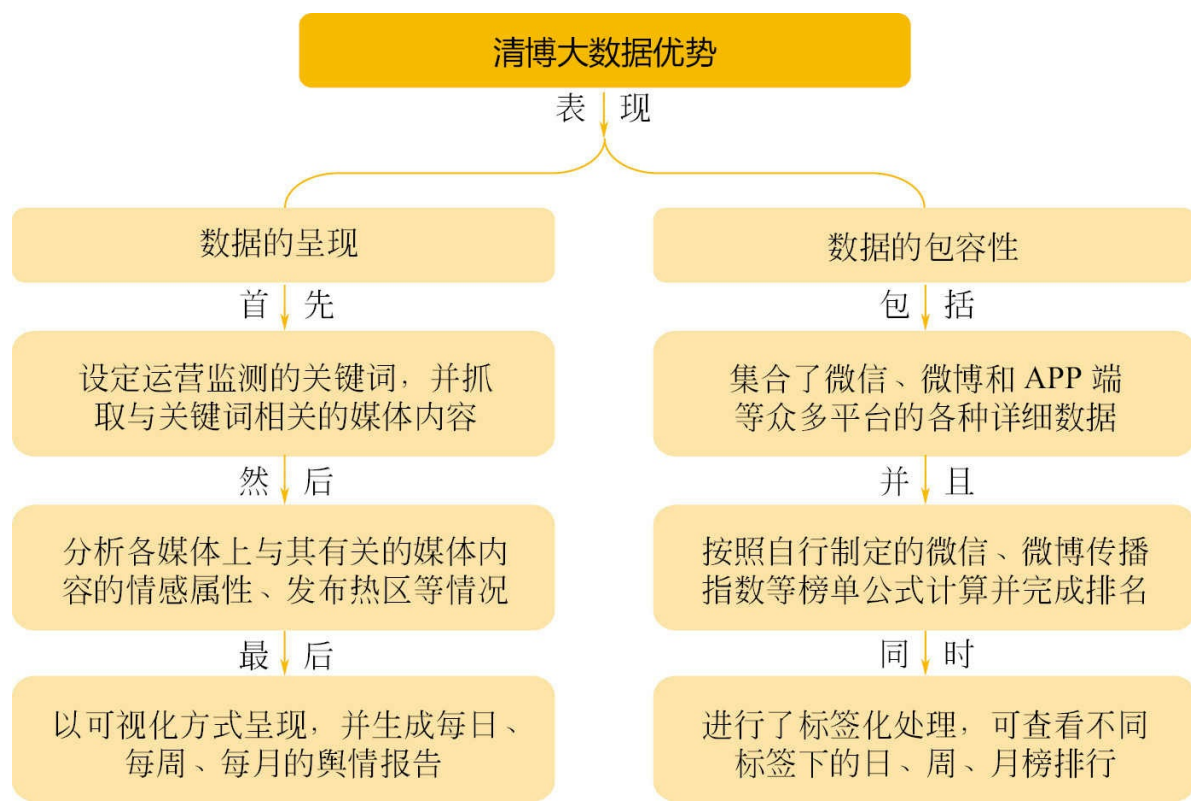 清博大数据优势
表 现
数据的呈现
首 先
设定运营监测的关键词，并抓
取与关键词相关的媒体内容
然 后
分析各媒体上与其有关的媒体内
容的情感属性、发布热区等情况
最 后
以可视化方式呈现，并生成每日、
每周、每月的舆情报告
数据的包容性
包 括
集合了微信、微博和 APP 端
等众多平台的各种详细数据
并 且
按照自行制定的微信、微博传播
指数等榜单公式计算并完成排名
同 时
进行了标签化处理，可查看不同
标签下的日、周、月榜排行